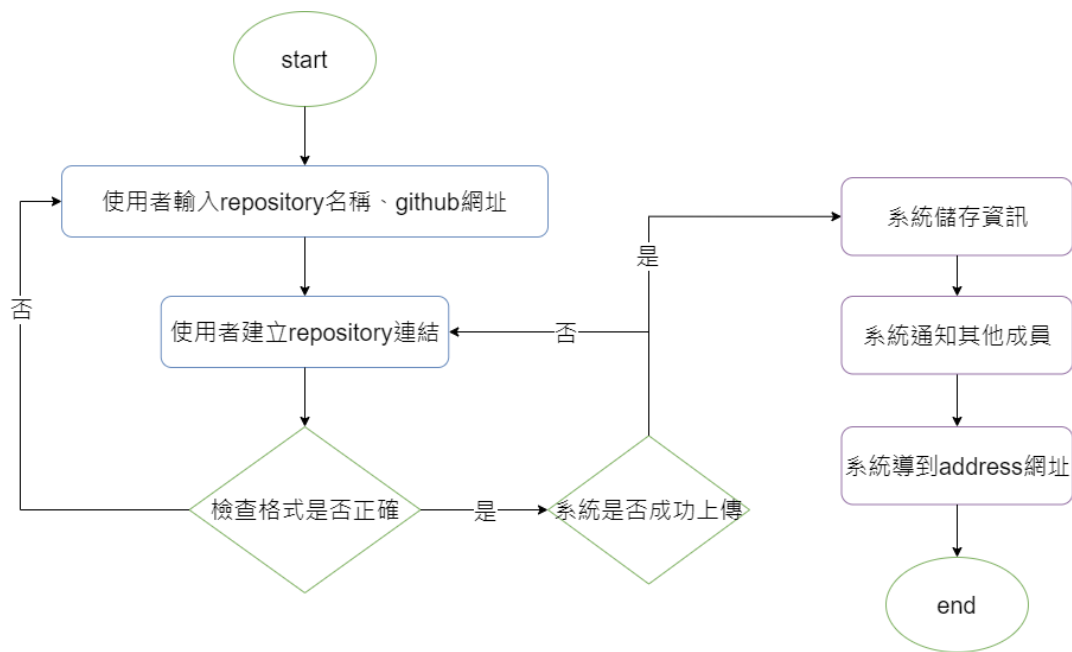 start
使用者輸入repository名稱、github網址
使用者建立repository連結
檢查格式是否正確
否
是
系統是否成功上傳
否
是
系統儲存資訊
系統通知其他成員
系統導到address網址
end